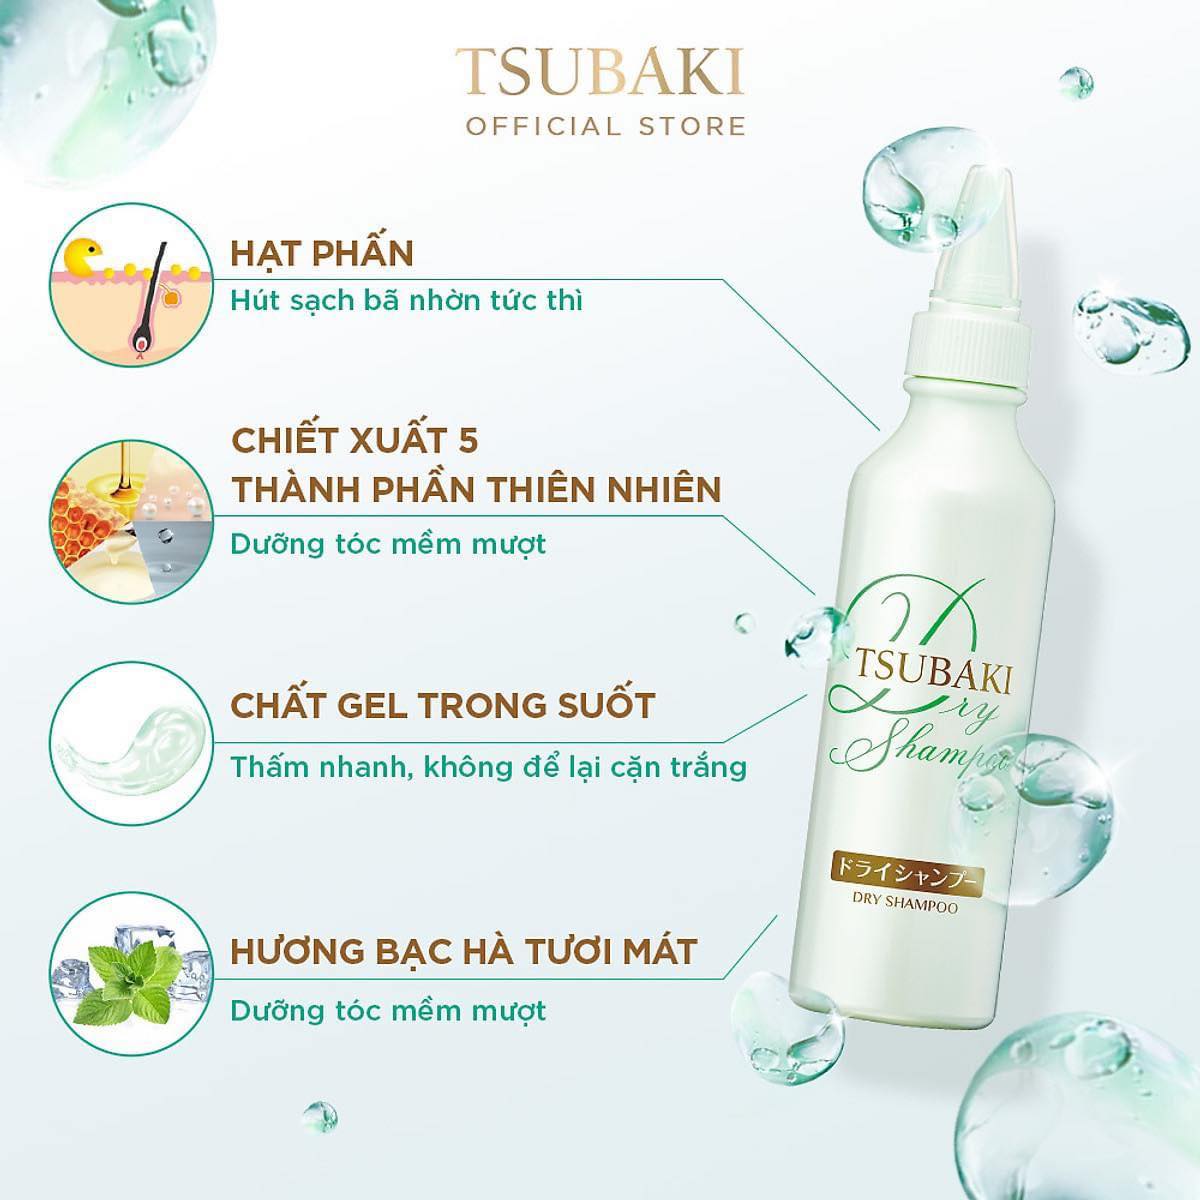 TSUBAKI
OFFICIAL STORE
HẠT PHẤN
Hút sạch bã nhờn tức thì
CHIẾT XUẤT 5
THÀNH PHẦN THIÊN NHIÊN
Dưỡng tóc mềm mượt
CHẤT GEL TRONG SUỐT
Thấm nhanh, không để lại cặn trắng
HƯƠNG BẠC HÀ TƯƠI MÁT
Dưỡng tóc mềm mượt
TSUBAKI
Dry
Shampoo
ドライシャンプー
DRY SHAMPOO